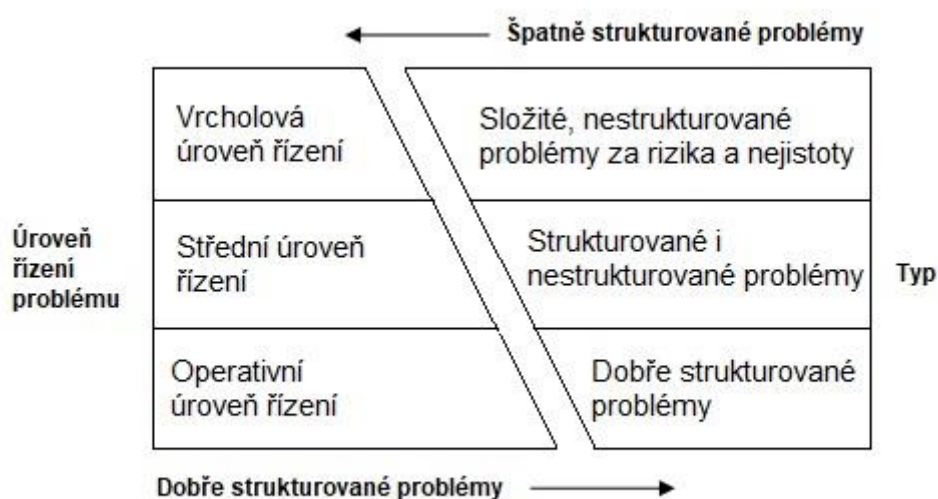 Špatně strukturované problémy
Vrcholová
úroveň řízení
Složité, nestrukturované
problémy za rizika a nejistoty
Úroveň
řízení
problému
Střední úroveň
řízení
Strukturované i
nestrukturované problémy
Typ
Operativní
úroveň řízení
Dobře strukturované
problémy
Dobře strukturované problémy